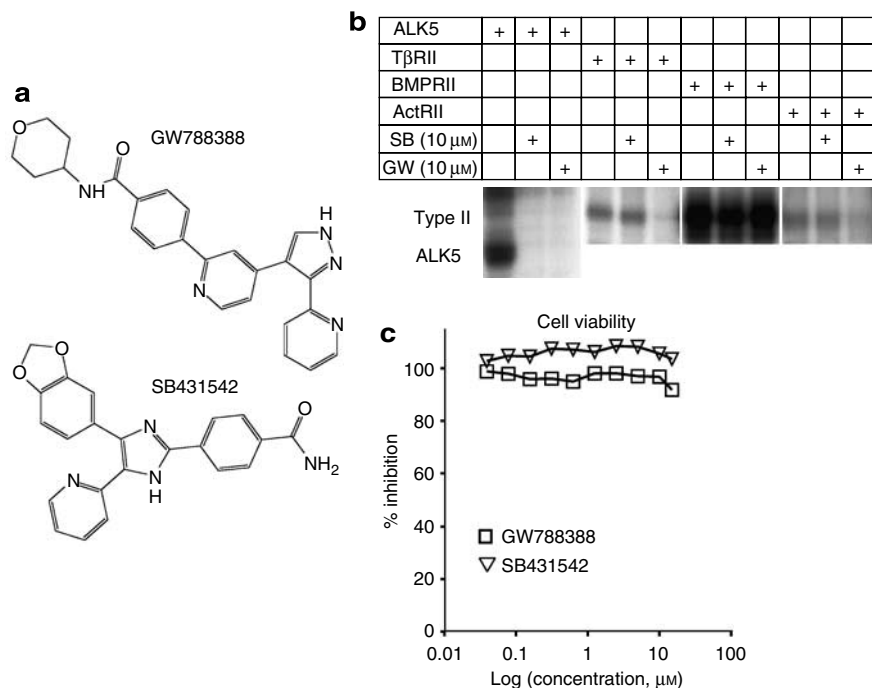 a
GW788388
O
O
NH
H
N
N
N
N
SB431542
O
O
N
N
H
N
O
NH2
b
ALK5 + + +
TβRII + + +
BMPRII + + +
ActRII + + +
SB (10 μM) + + + +
GW (10 μM) + + + +
Type II
ALK5
c
Cell viability
% inhibition
100
80
60
40
20
0
GW788388
SB431542
0.01 0.1 1 10 100
Log (concentration, μM)